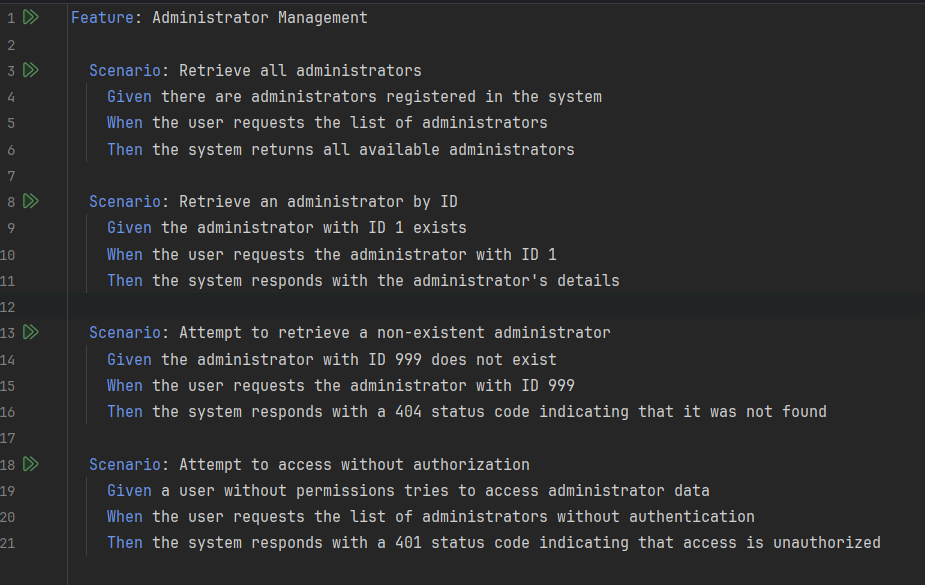 1 Feature: Administrator Management
2
3 Scenario: Retrieve all administrators
4 Given there are administrators registered in the system
5 When the user requests the list of administrators
6 Then the system returns all available administrators
7
8 Scenario: Retrieve an administrator by ID
9 Given the administrator with ID 1 exists
10 When the user requests the administrator with ID 1
11 Then the system responds with the administrator's details
12
13 Scenario: Attempt to retrieve a non-existent administrator
14 Given the administrator with ID 999 does not exist
15 When the user requests the administrator with ID 999
16 Then the system responds with a 404 status code indicating that it was not found
17
18 Scenario: Attempt to access without authorization
19 Given a user without permissions tries to access administrator data
20 When the user requests the list of administrators without authentication
21 Then the system responds with a 401 status code indicating that access is unauthorized